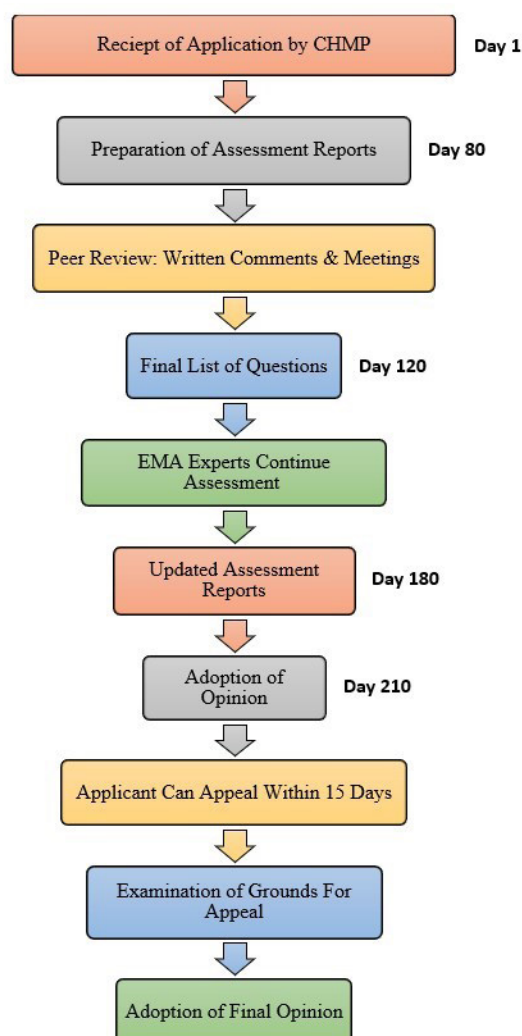 Reciept of Application by CHMP
Day 1
Preparation of Assessment Reports
Day 80
Peer Review: Written Comments & Meetings
Final List of Questions
Day 120
EMA Experts Continue
Assessment
Updated Assessment
Reports
Day 180
Adoption of
Opinion
Day 210
Applicant Can Appeal Within 15 Days
Examination of Grounds For
Appeal
Adoption of Final Opinion